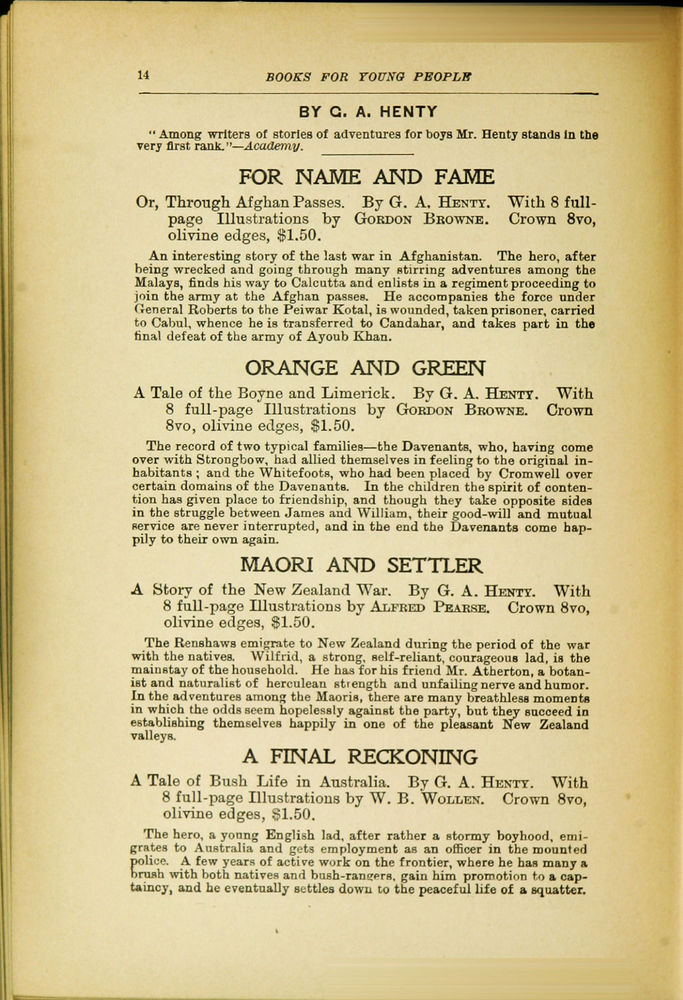 14 BOOKS FOR YOUNG PEOPLE
BY G. A. HENTY
"Among writers of stories of adventures for boys Mr. Henty stands in the
very first rank."—Academy.
FOR NAME AND FAME
Or, Through Afghan Passes. By G. A. HENTY. With 8 full-
page Illustrations by GORDON BROWNE. Crown 8vo,
olivine edges, $1.50.
An interesting story of the last war in Afghanistan. The hero, after
being wrecked and going through many stirring adventures among the
Malays, finds his way to Calcutta and enlists in a regiment proceeding to
join the army at the Afghan passes. He accompanies the force under
General Roberts to the Peiwar Kotal, is wounded, taken prisoner, carried
to Cabul, whence he is transferred to Candahar, and takes part in the
final defeat of the army of Ayoub Khan.
ORANGE AND GREEN
A Tale of the Boyne and Limerick. By G. A. HENTY. With
8 full-page Illustrations by GORDON BROWNE. Crown
8vo, olivine edges, $1.50.
The record of two typical families—the Davenants, who, having come
over with Strongbow, had allied themselves in feeling to the original in-
habitants; and the Whitefoots, who had been placed by Cromwell over
certain domains of the Davenants. In the children the spirit of conten-
tion has given place to friendship, and though they take opposite sides
in the struggle between James and William, their good-will and mutual
service are never interrupted, and in the end the Davenants come hap-
pily to their own again.
MAORI AND SETTLER
A Story of the New Zealand War. By G. A. HENTY. With
8 full-page Illustrations by ALFRED PEARSE. Crown 8vo,
olivine edges, $1.50.
The Renshaws emigrate to New Zealand during the period of the war
with the natives. Wilfrid, a strong, self-reliant, courageous lad, is the
mainstay of the household. He has for his friend Mr. Atherton, a botan-
ist and naturalist of herculean strength and unfailing nerve and humor.
In the adventures among the Maoris, there are many breathless moments
in which the odds seem hopelessly against the party, but they succeed in
establishing themselves happily in one of the pleasant New Zealand
valleys.
A FINAL RECKONING
A Tale of Bush Life in Australia. By G. A. HENTY. With
8 full-page Illustrations by W. B. WOLLEN. Crown 8vo,
olivine edges, $1.50.
The hero, a young English lad, after rather a stormy boyhood, emi-
grates to Australia and gets employment as an officer in the mounted
police. A few years of active work on the frontier, where he has many a
brush with both natives and bush-rangers, gain him promotion to a cap-
taincy, and he eventually settles down to the peaceful life of a squatter.